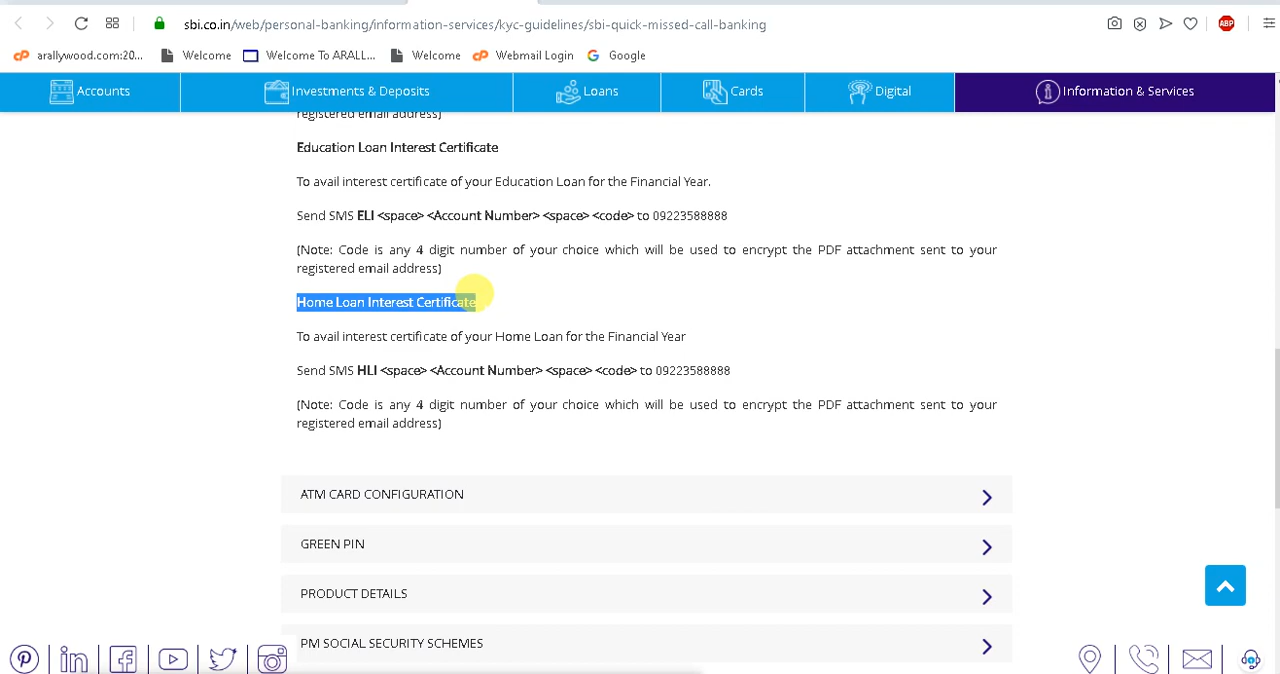 sbi.co.in/web/personal-banking/information-services/kyc-guidelines/sbi-quick-missed-call-banking
ABP
arallywood.com:20... Welcome Welcome To ARALL... Welcome Webmail Login Google
Accounts Investments & Deposits Loans Cards Digital Information & Services
registered email address)
Education Loan Interest Certificate
To avail interest certificate of your Education Loan for the Financial Year.
Send SMS ELI <space> <Account Number> <space> <code> to 09223588888
(Note: Code is any 4 digit number of your choice which will be used to encrypt the PDF attachment sent to your
registered email address)
Home Loan Interest Certificate
To avail interest certificate of your Home Loan for the Financial Year
Send SMS HLI <space> <Account Number> <space> <code> to 09223588888
(Note: Code is any 4 digit number of your choice which will be used to encrypt the PDF attachment sent to your
registered email address)
ATM CARD CONFIGURATION
GREEN PIN
PRODUCT DETAILS
PM SOCIAL SECURITY SCHEMES